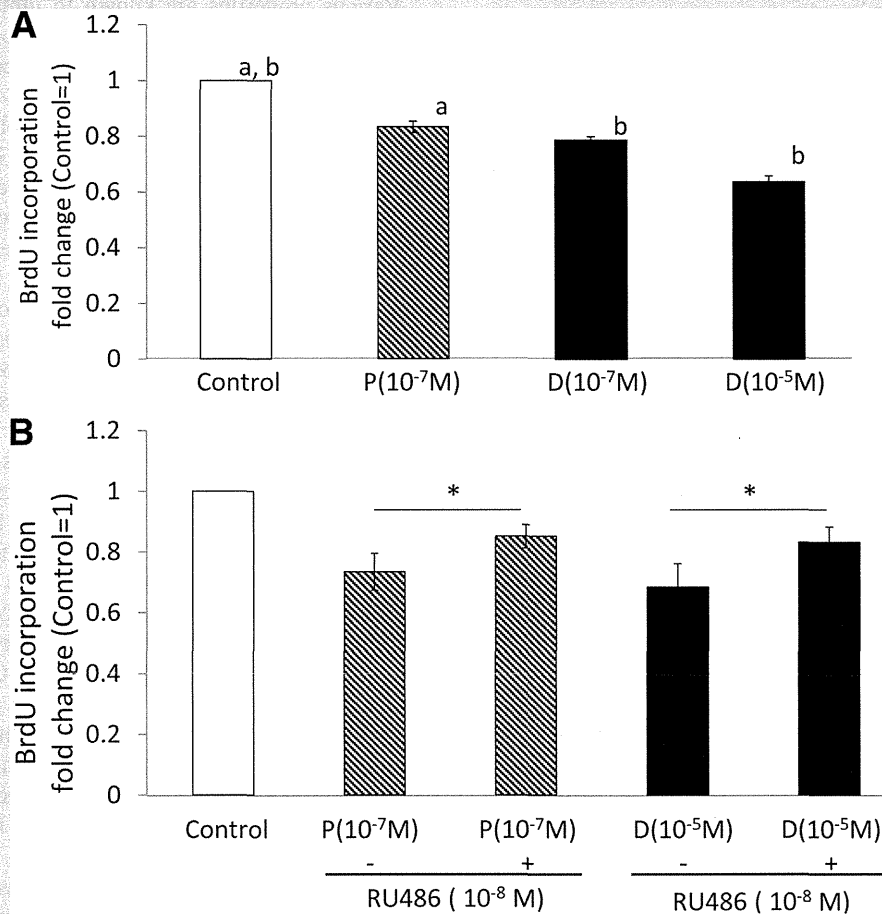 A
BrdU incorporation
fold change (Control=1)
1.2
1
0.8
0.6
0.4
0.2
0
a, b
a
b
b
Control P(10⁻⁷M) D(10⁻⁷M) D(10⁻⁵M)
B
BrdU incorporation
fold change (Control=1)
1.2
1
0.8
0.6
0.4
0.2
0
* *
Control P(10⁻⁷M) P(10⁻⁷M) D(10⁻⁵M) D(10⁻⁵M)
- + - +
RU486 ( 10⁻⁸ M) RU486 ( 10⁻⁸ M)